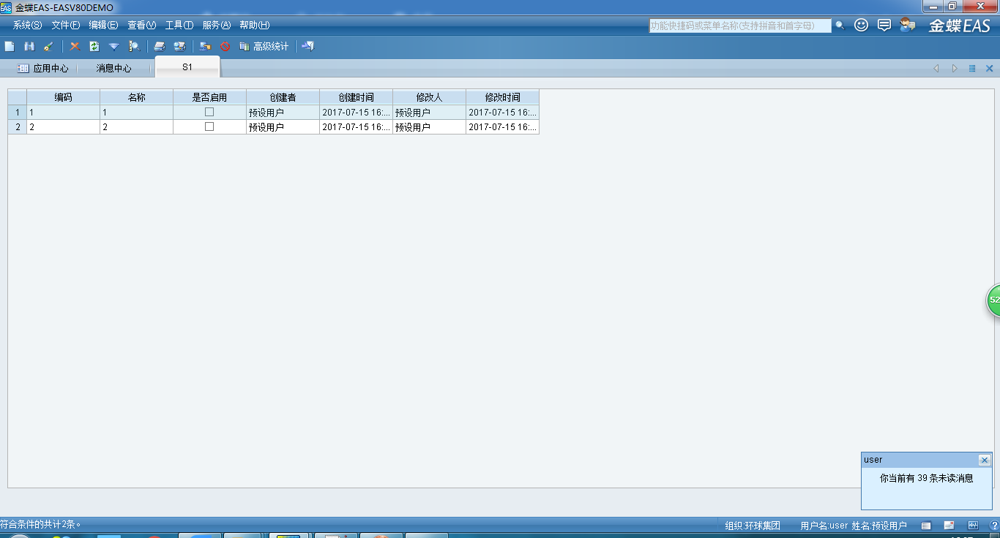 EAS 金蝶EAS-EASV80DEMO
系统(S) 文件(F) 编辑(E) 查看(V) 工具(T) 服务(A) 帮助(H) 功能快捷码或菜单名称(支持拼音和首字母) 金蝶EAS
高级统计
应用中心 消息中心 S1
编码 名称 是否启用 创建者 创建时间 修改人 修改时间
1 1 1 预设用户 2017-07-15 16:... 预设用户 2017-07-15 16:...
2 2 2 预设用户 2017-07-15 16:... 预设用户 2017-07-15 16:...
52
user
你当前有 39 条未读消息
符合条件的共计2条。 组织:环球集团 用户名:user 姓名:预设用户